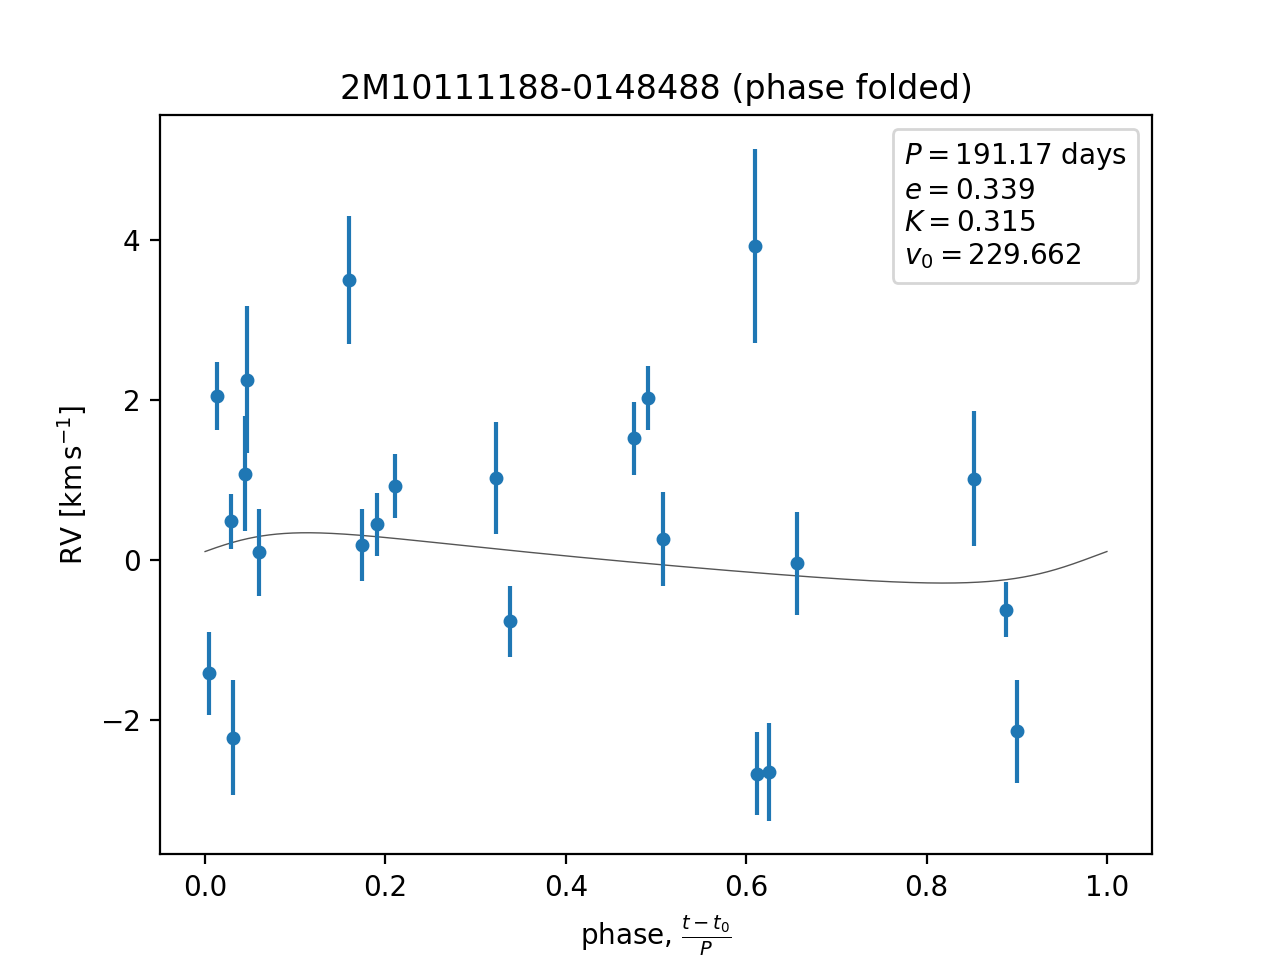 2M10111188-0148488 (phase folded)
P = 191.17 days
e = 0.339
K = 0.315
v₀ = 229.662
4
2
0
−2
RV [km s⁻¹]
0.0 0.2 0.4 0.6 0.8 1.0
phase, (t − t₀)/P